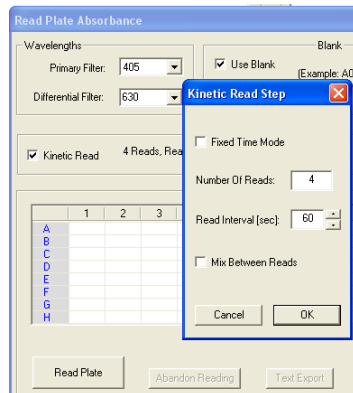 Read Plate Absorbance
Wavelengths
Primary Filter: 405
Differential Filter: 630
Blank
Use Blank
(Example: A0
Kinetic Read 4 Reads, Rea
Kinetic Read Step
Fixed Time Mode
Number Of Reads: 4
Read Interval [sec]: 60
Mix Between Reads
Cancel OK
1 2 3
A
B
C
D
E
F
G
H
Read Plate Abandon Reading Text Export